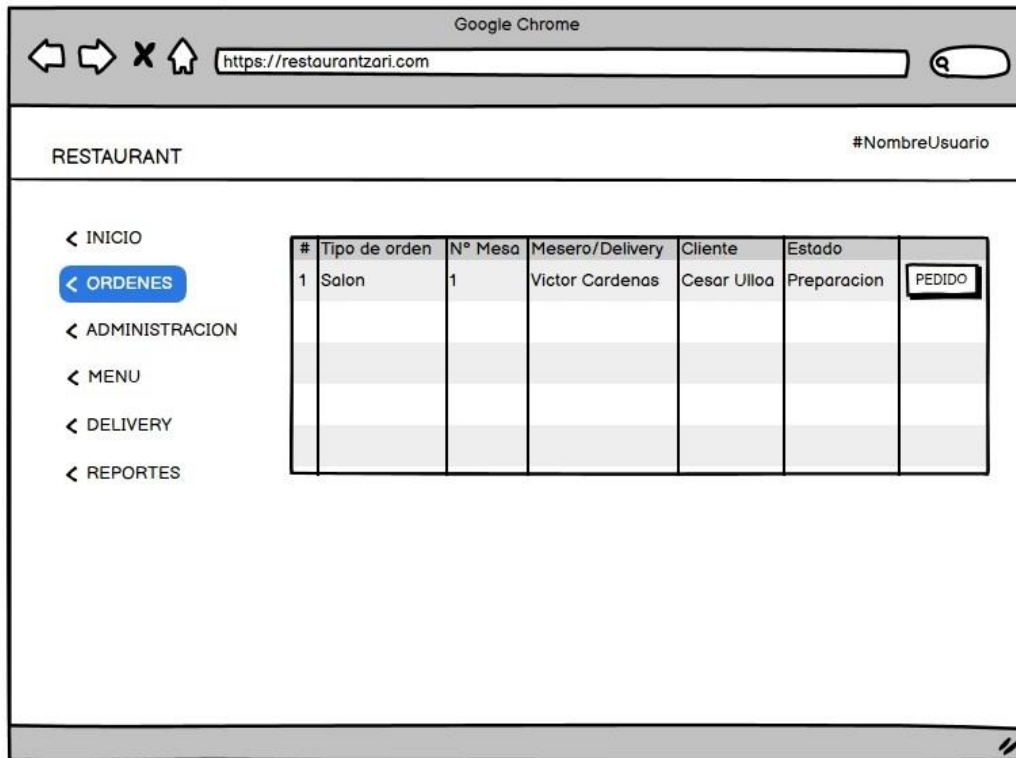 Google Chrome
https://restaurantzari.com
#NombreUsuario
RESTAURANT
INICIO
ORDENES
ADMINISTRACION
MENU
DELIVERY
REPORTES
# Tipo de orden N° Mesa Mesero/Delivery Cliente Estado
1 Salon 1 Victor Cardenas Cesar Ulloa Preparacion PEDIDO